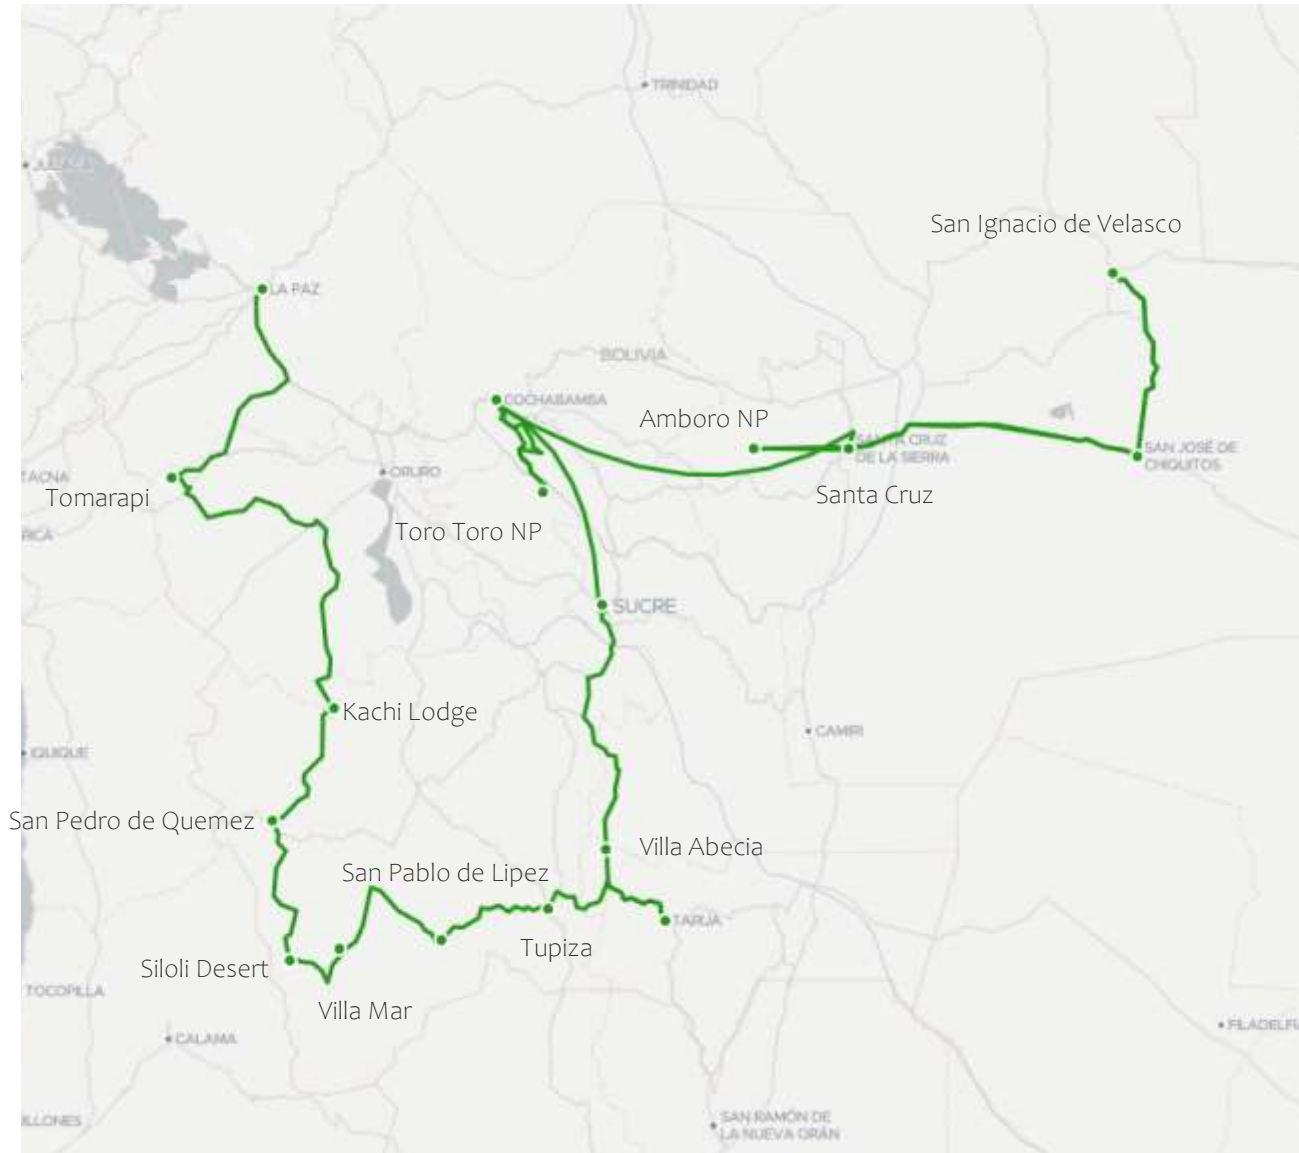 TRINIDAD
San Ignacio de Velasco
LA PAZ
BOLIVIA
COCHABAMBA
Amboro NP
SANTA CRUZ
DE LA SIERRA
SAN JOSÉ DE
CHIQUITOS
TACNA
ORURO
Tomarapi
Santa Cruz
RICA
Toro Toro NP
SUCRE
Kachi Lodge
CAMIRI
IQUIQUE
San Pedro de Quemez
Villa Abecia
San Pablo de Lipez
TARIJA
Tupiza
Siloli Desert
TOCOPILLA
Villa Mar
CALAMA
FILADELFI
ILLONES
SAN RAMÓN DE
LA NUEVA ORÁN